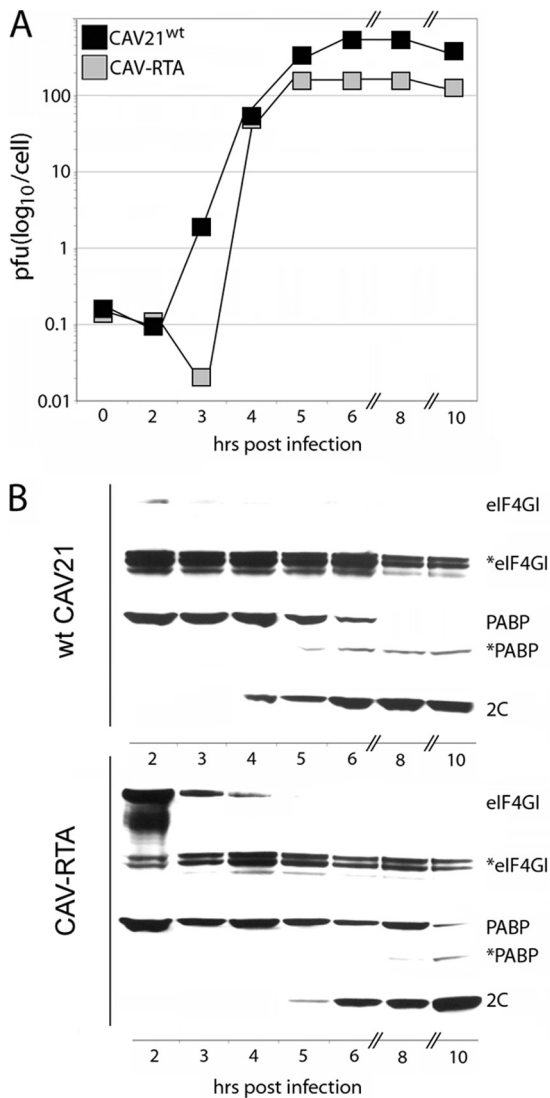 A
CAV21wt
CAV-RTA
100
10
1
0.1
0.01
pfu(log10/cell)
0 2 3 4 5 6 8 10
hrs post infection
B
wt CAV21
eIF4GI
*eIF4GI
PABP
*PABP
2C
2 3 4 5 6 8 10
CAV-RTA
eIF4GI
*eIF4GI
PABP
*PABP
2C
2 3 4 5 6 8 10
hrs post infection